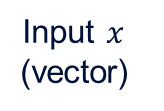 Input 𝑥
(vector)